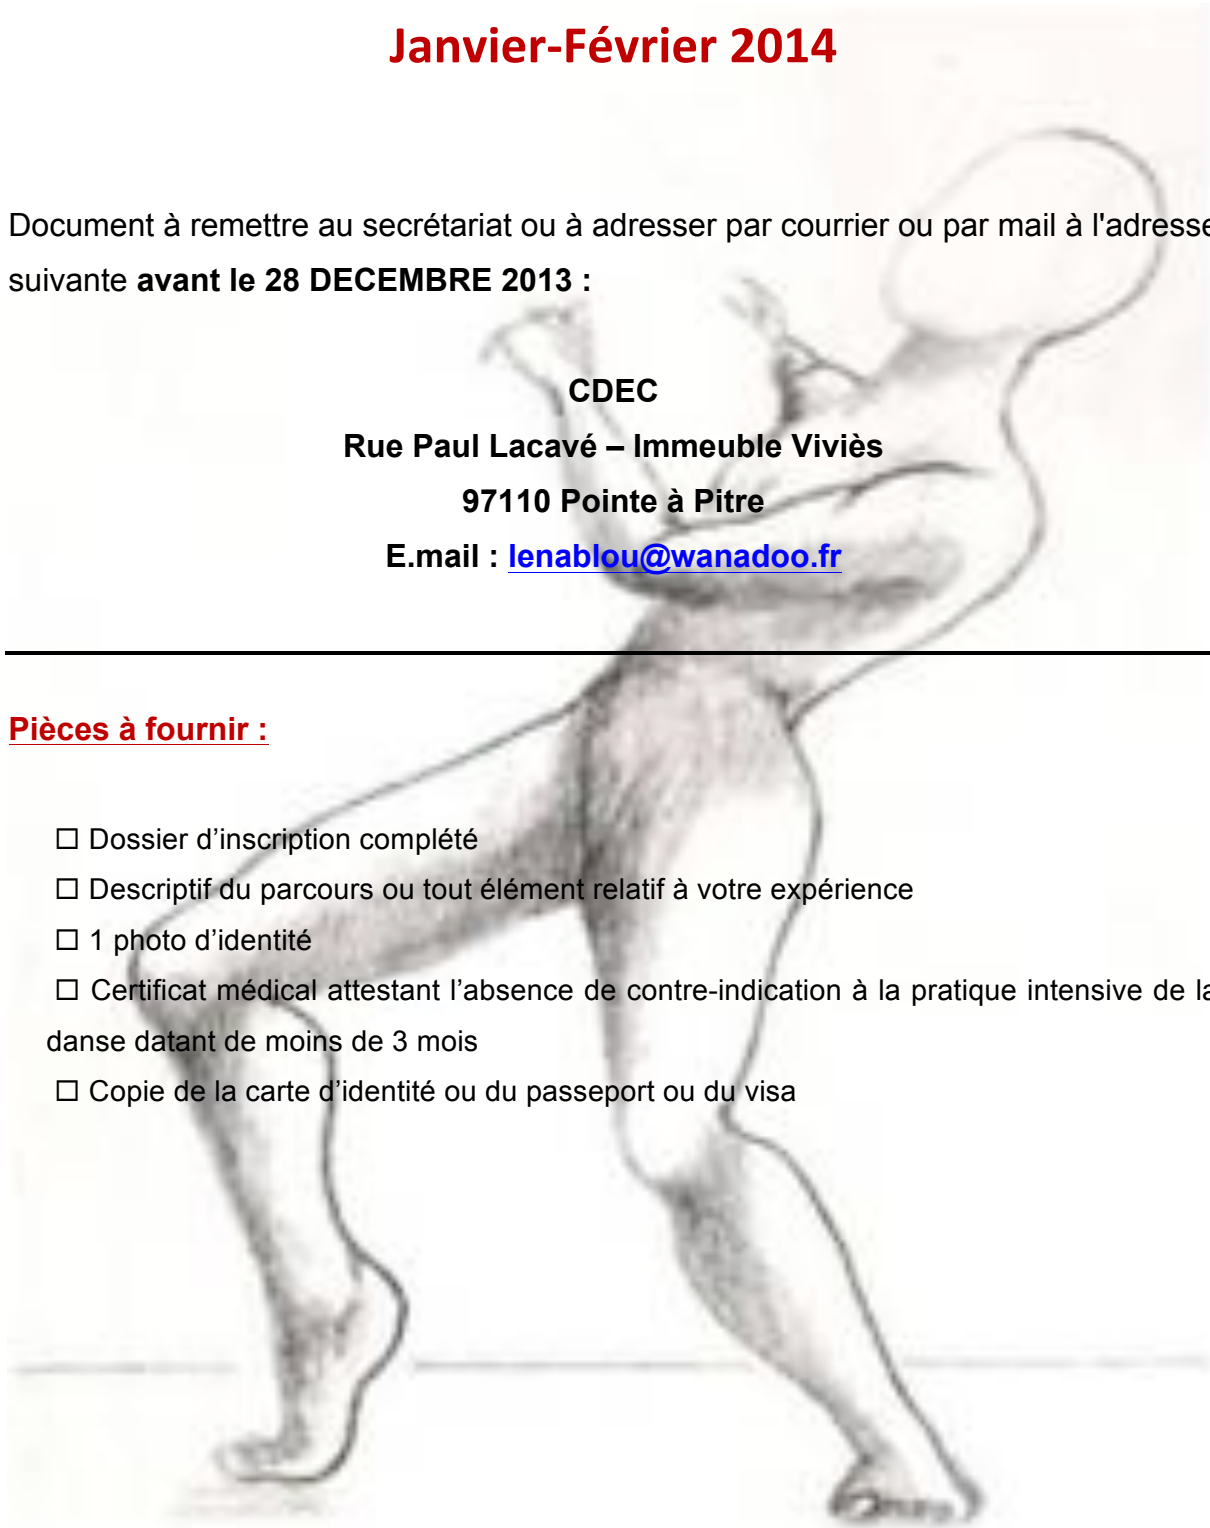 Janvier-Février 2014
Document à remettre au secrétariat ou à adresser par courrier ou par mail à l'adresse
suivante avant le 28 DECEMBRE 2013 :
CDEC
Rue Paul Lacavé – Immeuble Viviès
97110 Pointe à Pitre
E.mail : lenablou@wanadoo.fr
Pièces à fournir :
☐ Dossier d’inscription complété
☐ Descriptif du parcours ou tout élément relatif à votre expérience
☐ 1 photo d’identité
☐ Certificat médical attestant l’absence de contre-indication à la pratique intensive de la
danse datant de moins de 3 mois
☐ Copie de la carte d’identité ou du passeport ou du visa